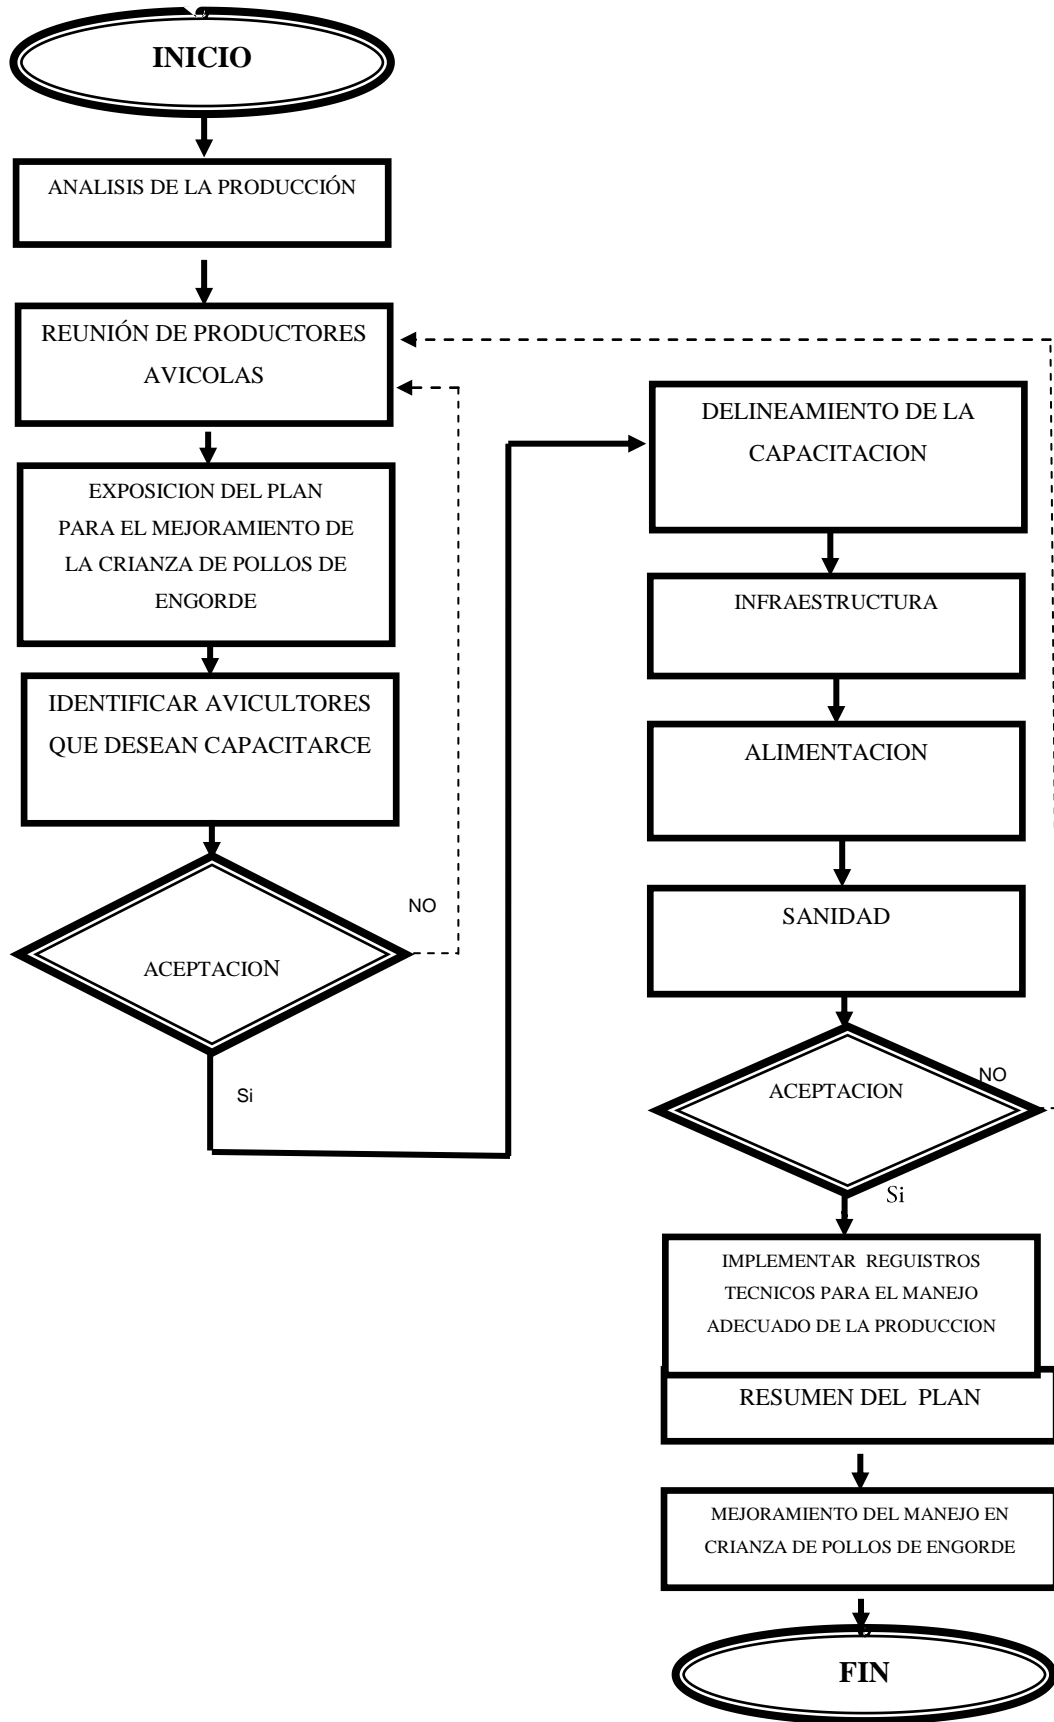 INICIO
ANALISIS DE LA PRODUCCIÓN
REUNIÓN DE PRODUCTORES
AVICOLAS
EXPOSICION DEL PLAN
PARA EL MEJORAMIENTO DE
LA CRIANZA DE POLLOS DE
ENGORDE
IDENTIFICAR AVICULTORES
QUE DESEAN CAPACITARCE
NO
ACEPTACION
Si
DELINEAMIENTO DE LA
CAPACITACION
INFRAESTRUCTURA
ALIMENTACION
SANIDAD
NO
ACEPTACION
Si
IMPLEMENTAR REGUISTROS
TECNICOS PARA EL MANEJO
ADECUADO DE LA PRODUCCION
RESUMEN DEL PLAN
MEJORAMIENTO DEL MANEJO EN
CRIANZA DE POLLOS DE ENGORDE
FIN